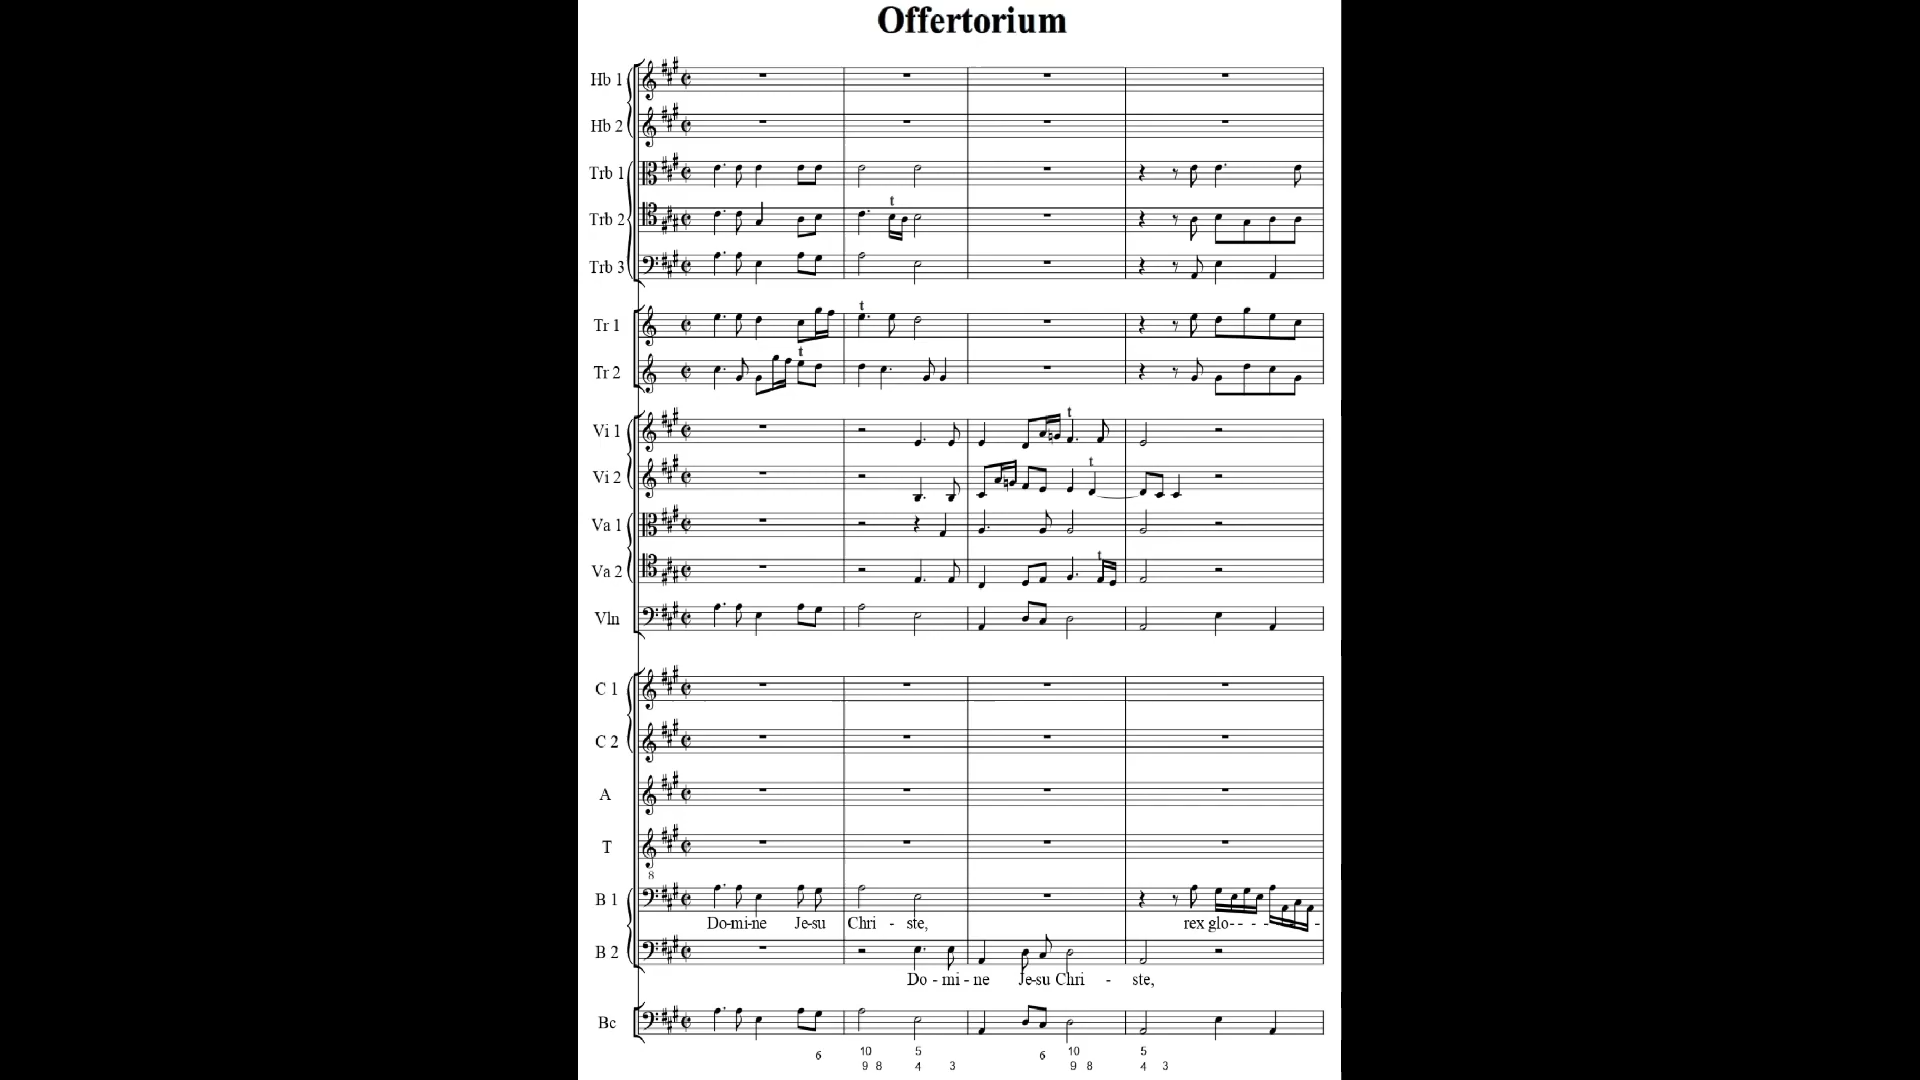 Offertorium
Hb 1
Hb 2
Trb 1
Trb 2
t
Trb 3
Tr 1
t
Tr 2
t
Vi 1
t
Vi 2
t
Va 1
Va 2
t
Vln
C 1
C 2
A
T
8
B 1
Do-mi-ne Je-su Chri - ste, rex glo- - - - -
B 2
Do - mi - ne Je-su Chri - ste,
Bc
6 10 5 6 10 5
9 8 4 3 9 8 4 3